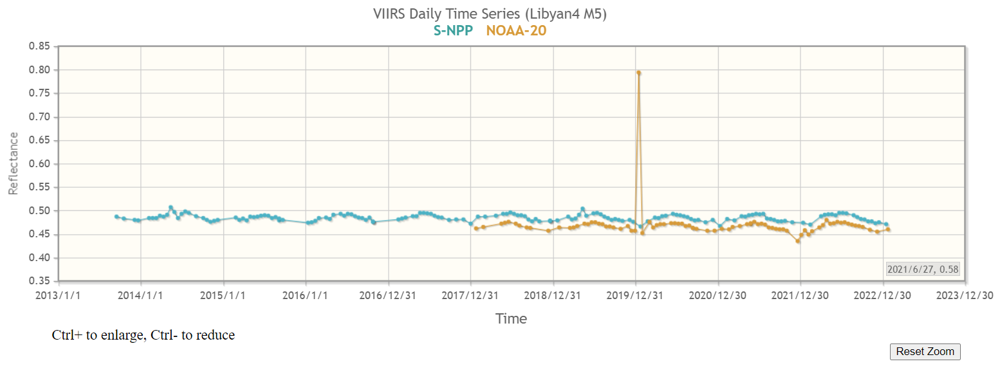 VIIRS Daily Time Series (Libyan4 M5)
S-NPP NOAA-20
0.85
0.80
0.75
0.70
0.65
0.60
0.55
0.50
0.45
0.40
0.35
Reflectance
2021/6/27, 0.58
2013/1/1 2014/1/1 2015/1/1 2016/1/1 2016/12/31 2017/12/31 2018/12/31 2019/12/31 2020/12/30 2021/12/30 2022/12/30 2023/12/30
Time
Ctrl+ to enlarge, Ctrl- to reduce
Reset Zoom